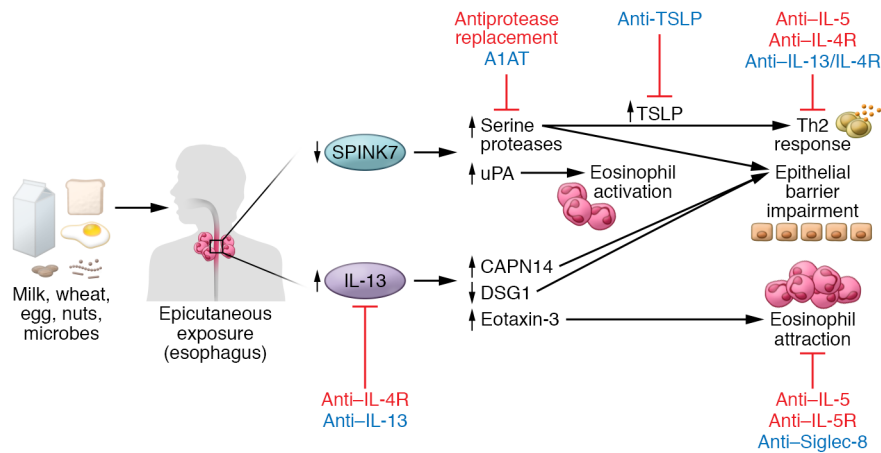 Antiprotease
replacement
A1AT
Anti-TSLP
Anti–IL-5
Anti–IL-4R
Anti–IL-13/IL-4R
SPINK7
Serine
proteases
TSLP
Th2
response
uPA
Eosinophil
activation
Epithelial
barrier
impairment
Milk, wheat,
egg, nuts,
microbes
Epicutaneous
exposure
(esophagus)
IL-13
CAPN14
DSG1
Eotaxin-3
Eosinophil
attraction
Anti–IL-4R
Anti–IL-13
Anti–IL-5
Anti–IL-5R
Anti–Siglec-8